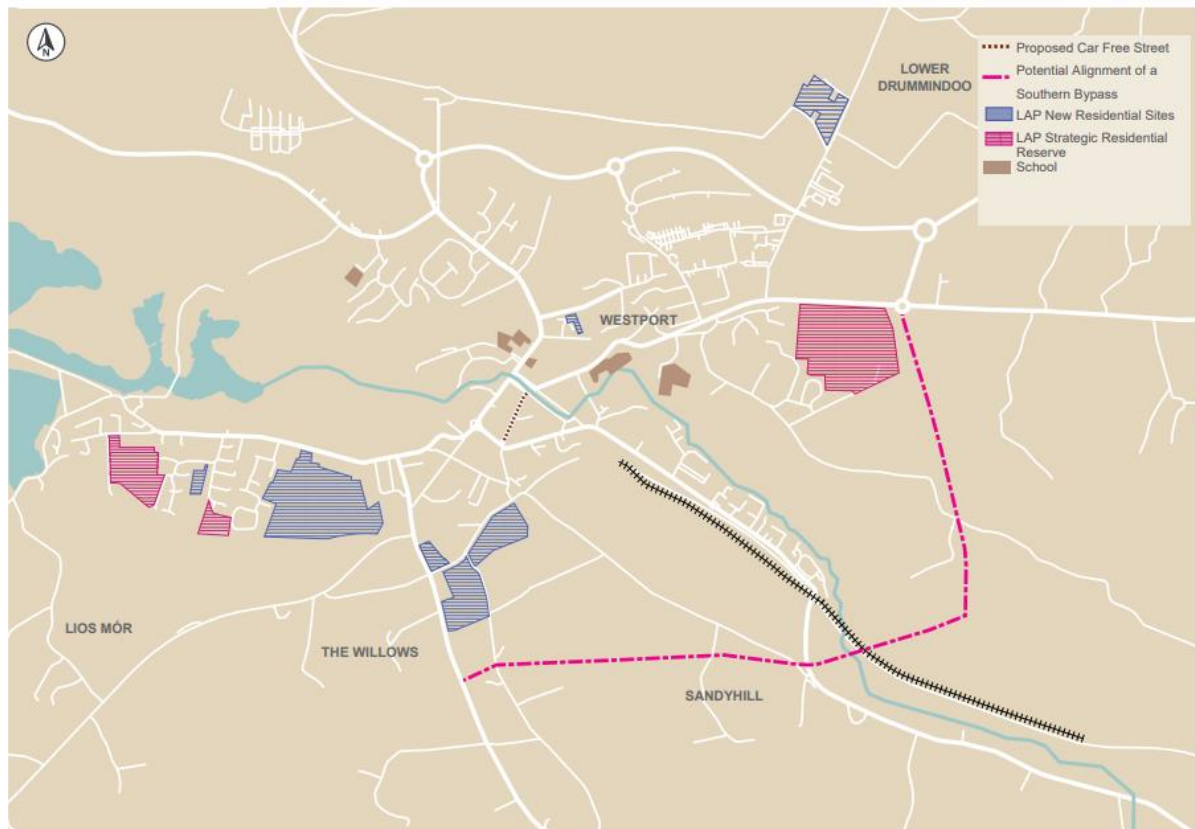 N
LOWER
DRUMMINDOO
Proposed Car Free Street
Potential Alignment of a
Southern Bypass
LAP New Residential Sites
LAP Strategic Residential
Reserve
School
WESTPORT
LIOS MÓR
THE WILLOWS
SANDYHILL